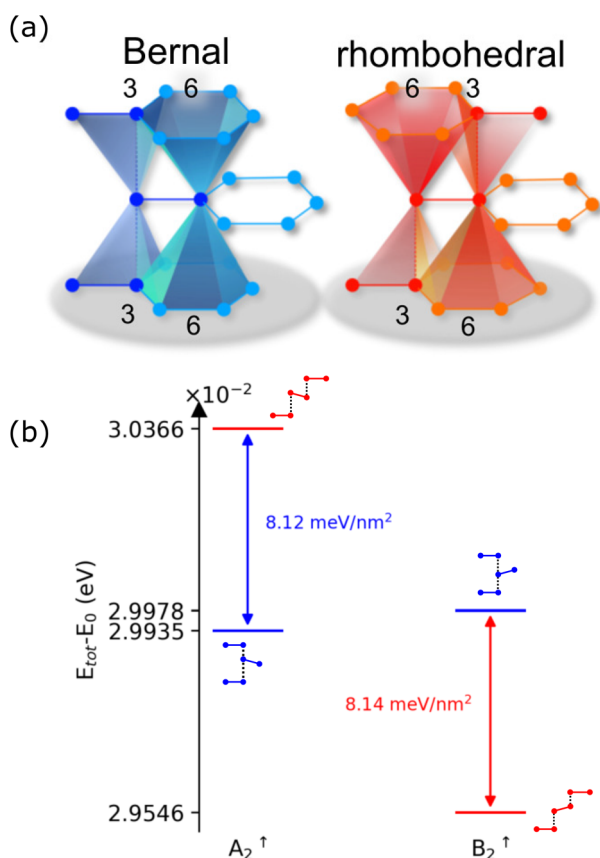 (a)
Bernal
rhombohedral
3
6
6
3
3
6
3
6
×10⁻²
(b)
3.0366
8.12 meV/nm²
2.9978
2.9935
E_tot-E₀ (eV)
8.14 meV/nm²
2.9546
A₂↑
B₂↑